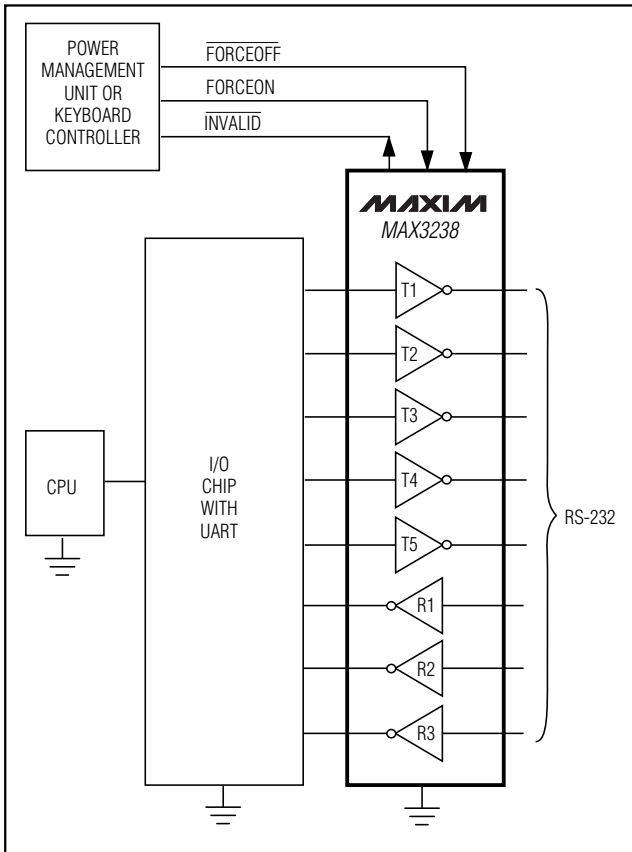 POWER
MANAGEMENT
UNIT OR
KEYBOARD
CONTROLLER
FORCEOFF
FORCEON
INVALID
MAXIM
MAX3238
T1
T2
T3
T4
T5
R1
R2
R3
CPU
I/O
CHIP
WITH
UART
RS-232